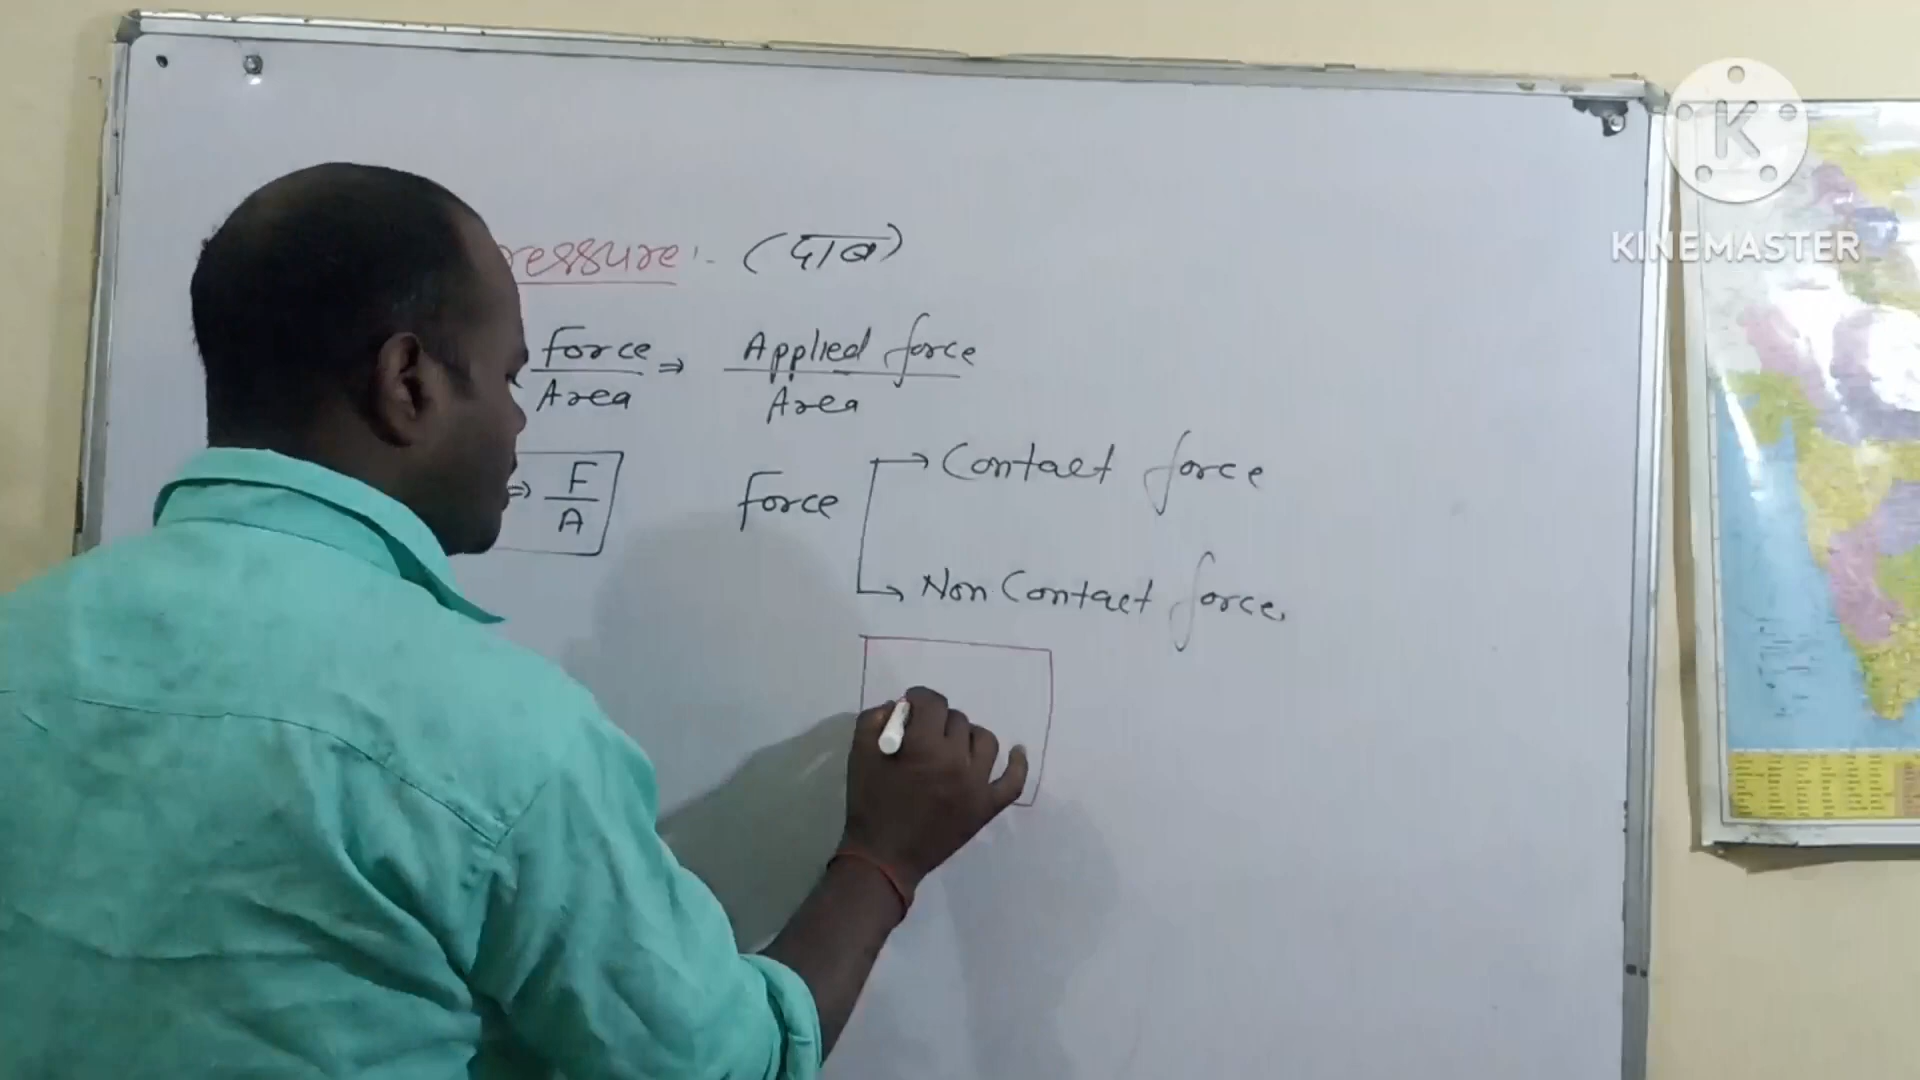 ressure:- (दाब)
Force/Area ⇒ Applied force/Area
⇒ F/A
Force
→ Contact force
→ Non Contact force
K
KINEMASTER